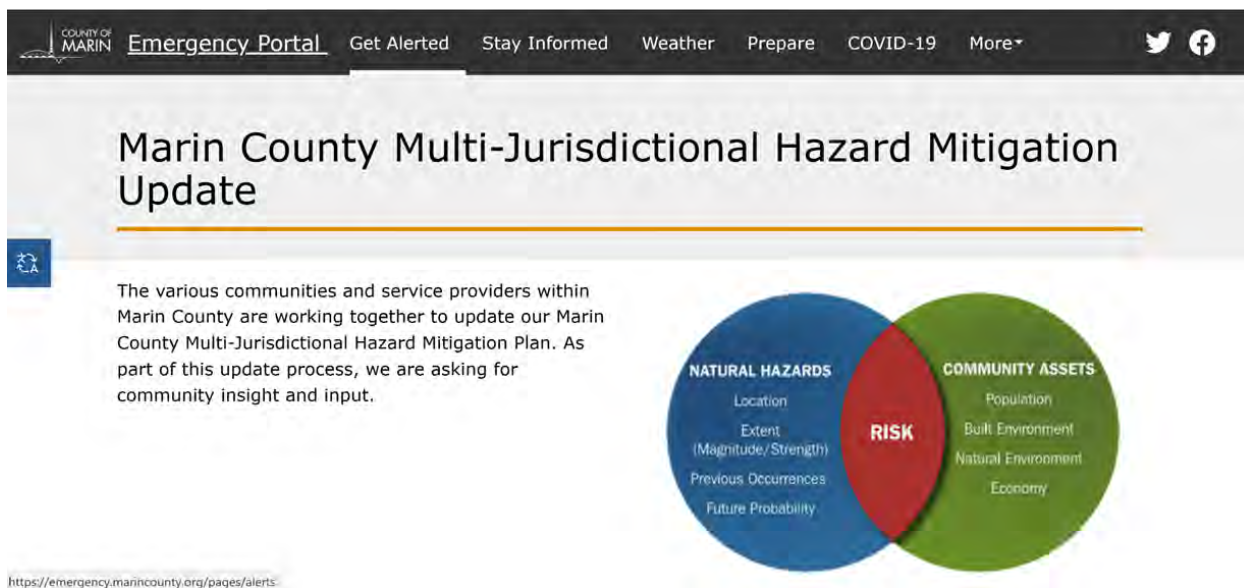 COUNTY OF
MARIN
Emergency Portal Get Alerted Stay Informed Weather Prepare COVID-19 More
Marin County Multi-Jurisdictional Hazard Mitigation
Update
The various communities and service providers within
Marin County are working together to update our Marin
County Multi-Jurisdictional Hazard Mitigation Plan. As
part of this update process, we are asking for
community insight and input.
NATURAL HAZARDS
Location
Extent
(Magnitude/Strength)
Previous Occurrences
Future Probability
RISK
COMMUNITY ASSETS
Population
Built Environment
Natural Environment
Economy
https://emergency.marincounty.org/pages/alerts